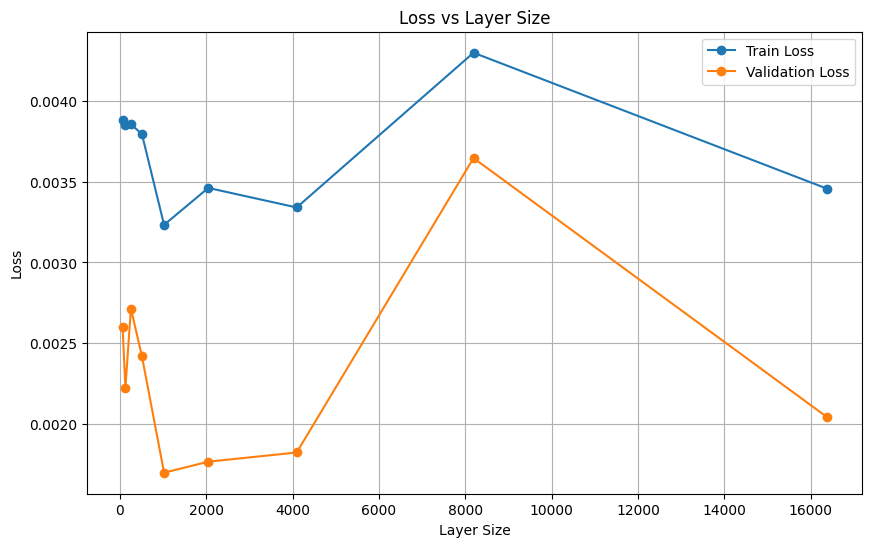 Loss vs Layer Size
Train Loss
Validation Loss
0.0040
0.0035
0.0030
0.0025
0.0020
Loss
0 2000 4000 6000 8000 10000 12000 14000 16000
Layer Size